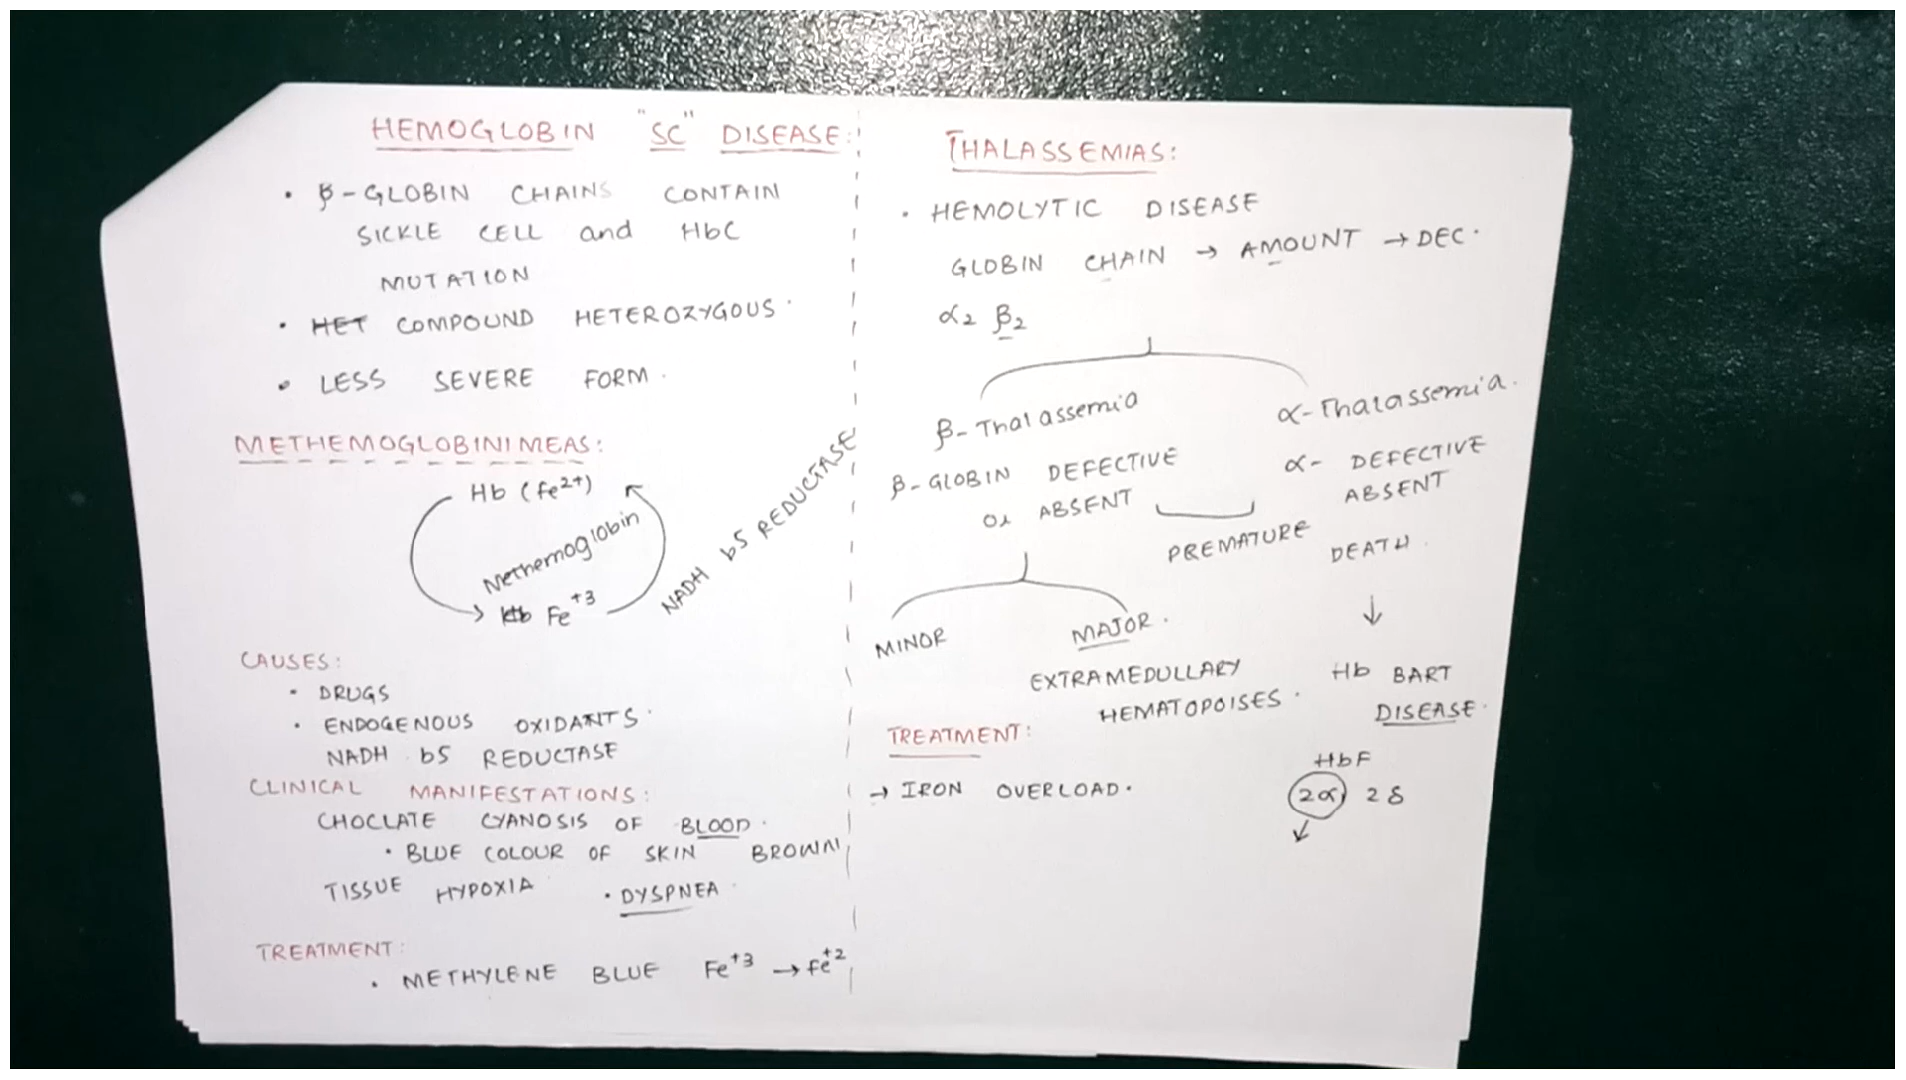 HEMOGLOBIN "SC" DISEASE:
• β-GLOBIN CHAINS CONTAIN
SICKLE CELL and HbC
MUTATION
• HET COMPOUND HETEROZYGOUS.
• LESS SEVERE FORM.
METHEMOGLOBINIMEAS:
Hb (Fe2+)
Methemoglobin
NADH b5 REDUCTASE
Hb Fe+3
CAUSES:
• DRUGS
• ENDOGENOUS OXIDANTS.
NADH b5 REDUCTASE
CLINICAL MANIFESTATIONS:
CHOCLATE CYANOSIS OF BLOOD.
• BLUE COLOUR OF SKIN BROWN
TISSUE HYPOXIA • DYSPNEA
TREATMENT:
• METHYLENE BLUE Fe+3 → Fe+2
THALASSEMIAS:
• HEMOLYTIC DISEASE
GLOBIN CHAIN → AMOUNT → DEC.
α2 β2
β-Thalassemia
β-GLOBIN DEFECTIVE
Or ABSENT
α-Thalassemia.
α- DEFECTIVE
ABSENT
PREMATURE DEATH.
MINOR
MAJOR.
EXTRAMEDULLARY
HEMATOPOISES.
↓
Hb BART
DISEASE.
HbF
2α 2δ
TREATMENT:
→ IRON OVERLOAD.